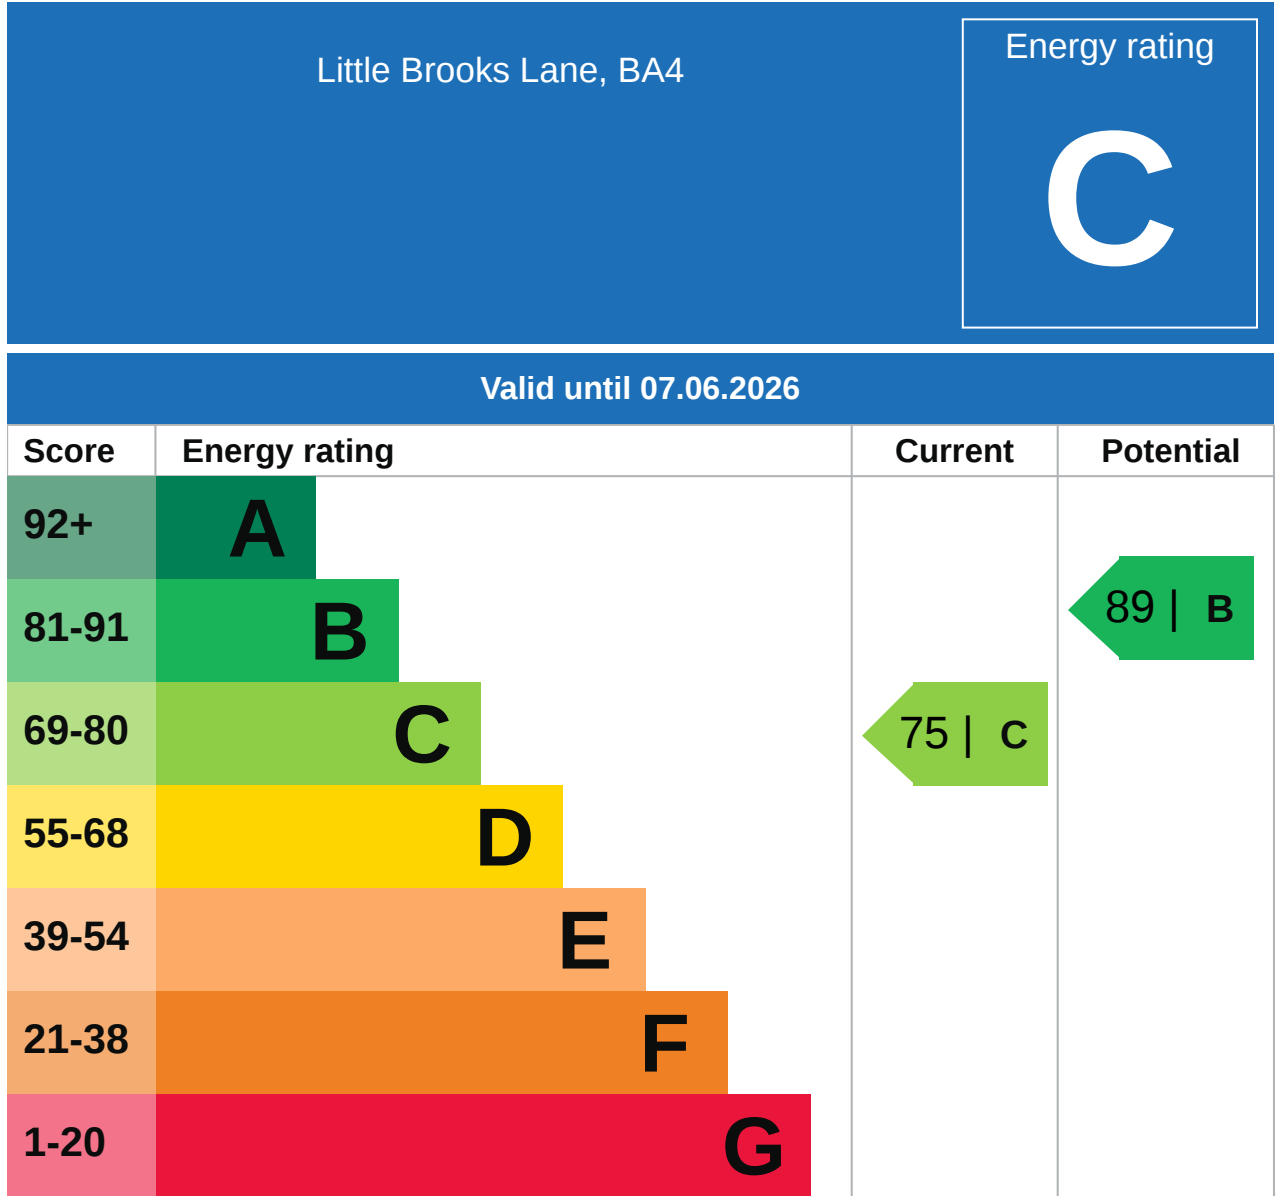 Little Brooks Lane, BA4
Energy rating
C
Valid until 07.06.2026
Score Energy rating Current Potential
92+ A
81-91 B 89 | B
69-80 C 75 | C
55-68 D
39-54 E
21-38 F
1-20 G